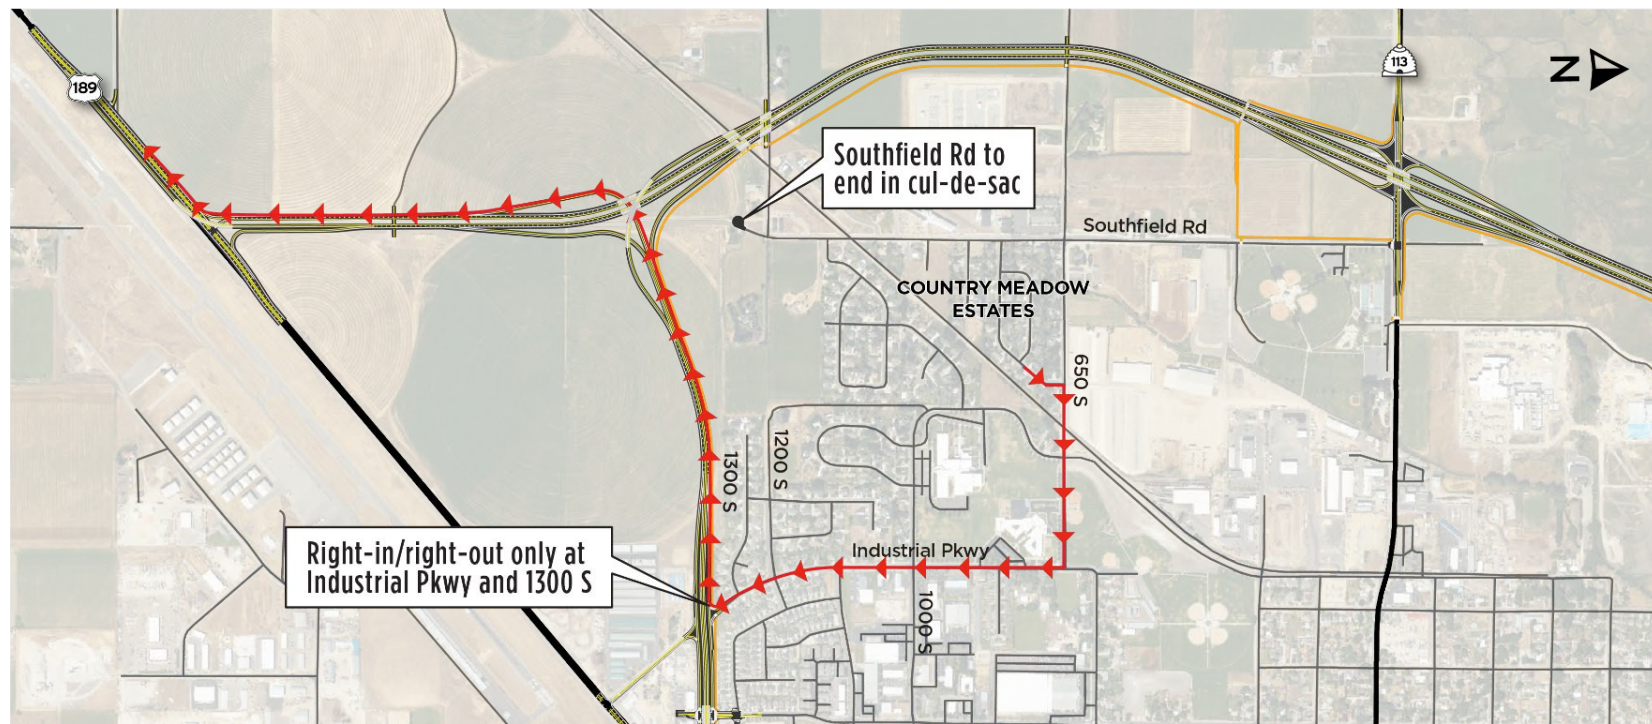 189
113
N
Southfield Rd to
end in cul-de-sac
Southfield Rd
COUNTRY MEADOW
ESTATES
650 S
1300 S
1200 S
Right-in/right-out only at
Industrial Pkwy and 1300 S
Industrial Pkwy
1000 S